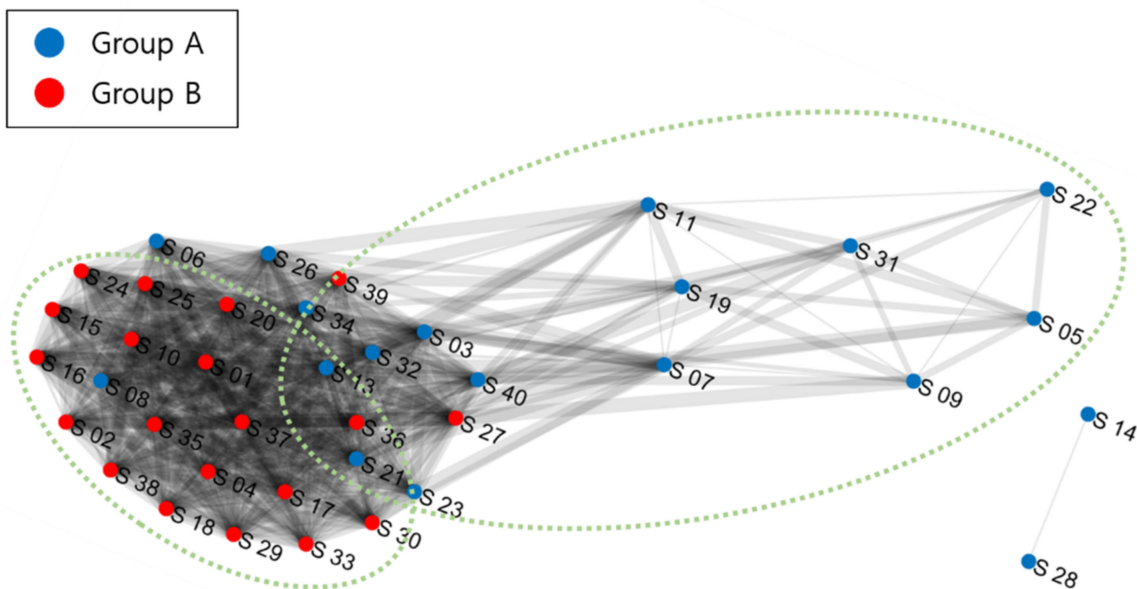 Group A
Group B
S 22
S 11
S 31
S 06
S 26
S 24
S 25
S 39
S 19
S 20
S 34
S 15
S 05
S 03
S 10
S 32
S 16
S 01
S 07
S 13
S 08
S 40
S 09
S 14
S 27
S 02
S 35
S 37
S 36
S 21
S 38
S 04
S 17
S 23
S 18
S 30
S 29
S 33
S 28